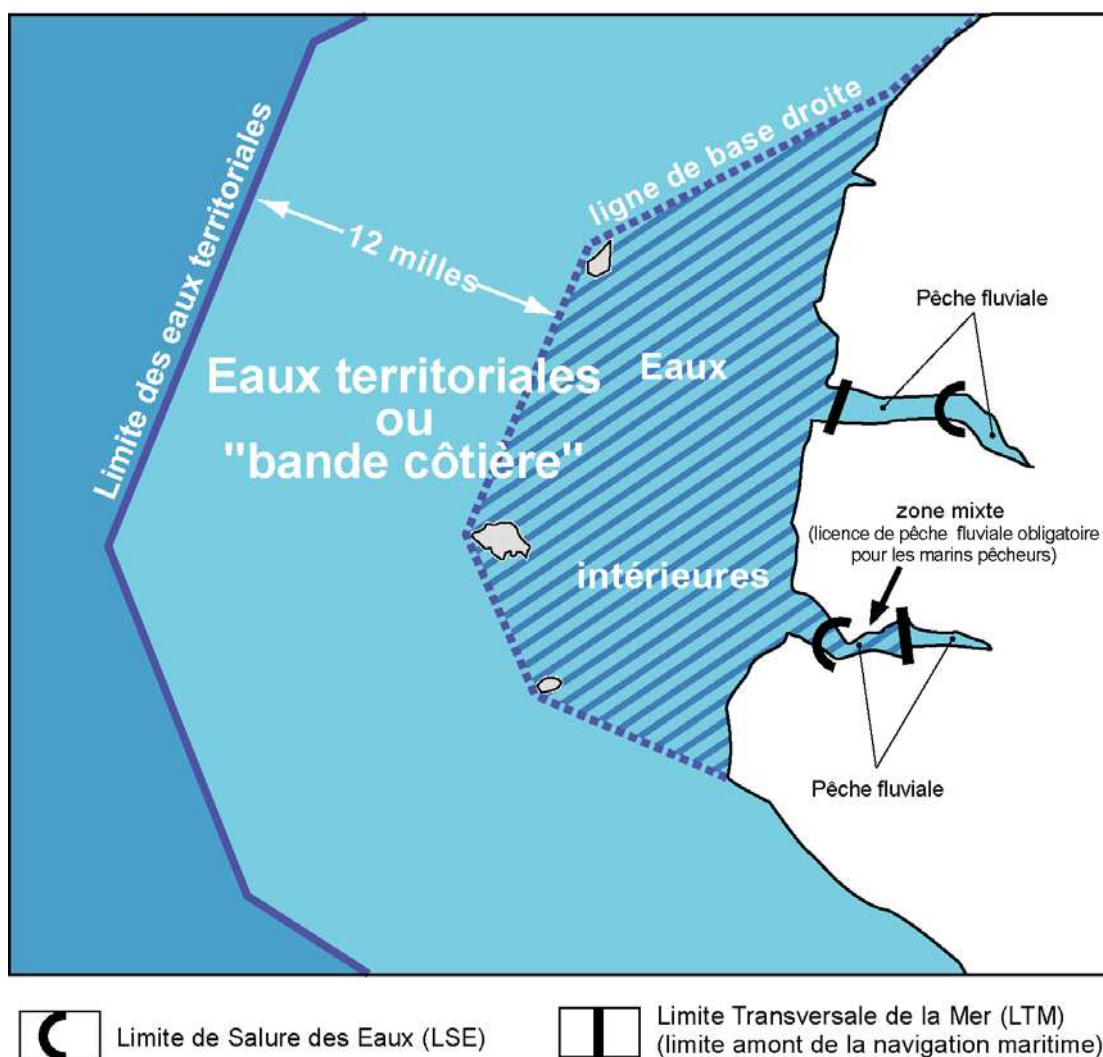 Limite des eaux territoriales
12 milles
ligne de base droite
Eaux territoriales
ou
"bande côtière"
Eaux
intérieures
Pêche fluviale
zone mixte
(licence de pêche fluviale obligatoire
pour les marins pêcheurs)
Pêche fluviale
Limite de Salure des Eaux (LSE)
Limite Transversale de la Mer (LTM)
(limite amont de la navigation maritime)